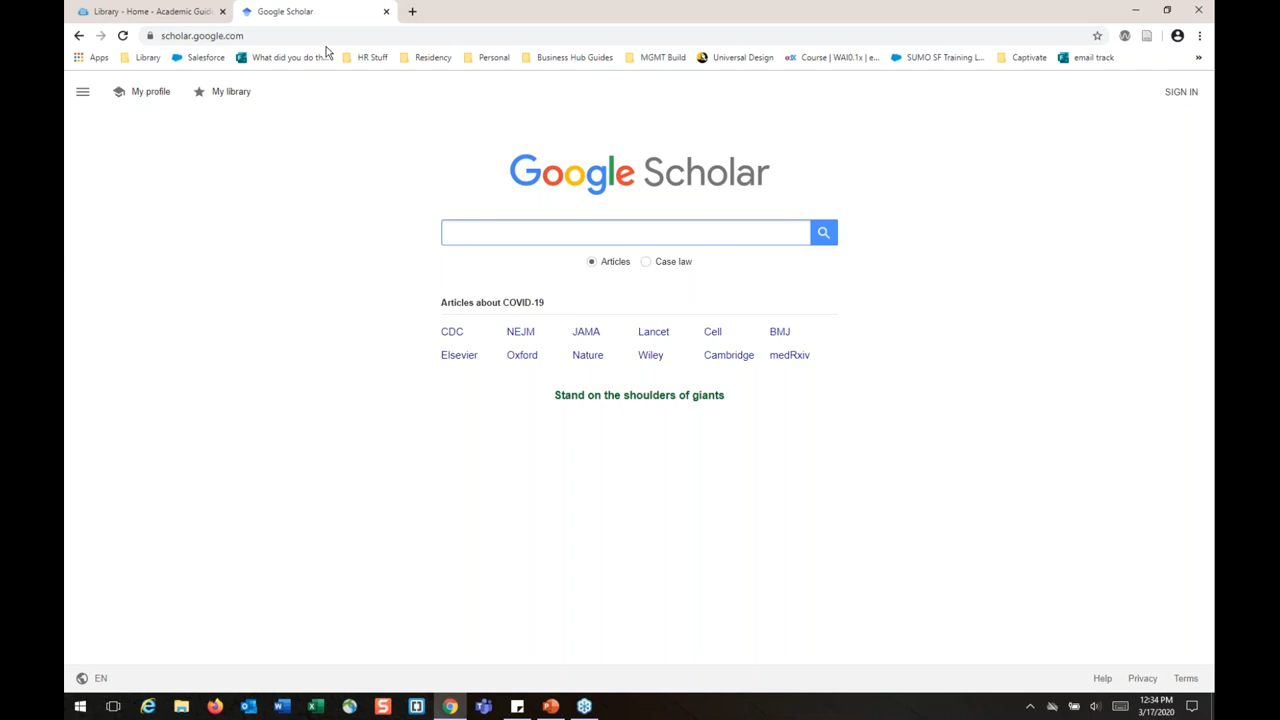 Library - Home - Academic Guid
Google Scholar
scholar.google.com
Apps
Library
Salesforce
What did you do th...
HR Stuff
Residency
Personal
Business Hub Guides
MGMT Build
Universal Design
Course | WAI0.1x | e...
SUMO SF Training L...
Captivate
email track
My profile
My library
SIGN IN
Google Scholar
Articles
Case law
Articles about COVID-19
CDC NEJM JAMA Lancet Cell BMJ
Elsevier Oxford Nature Wiley Cambridge medRxiv
Stand on the shoulders of giants
EN
Help Privacy Terms
12:34 PM
3/17/2020